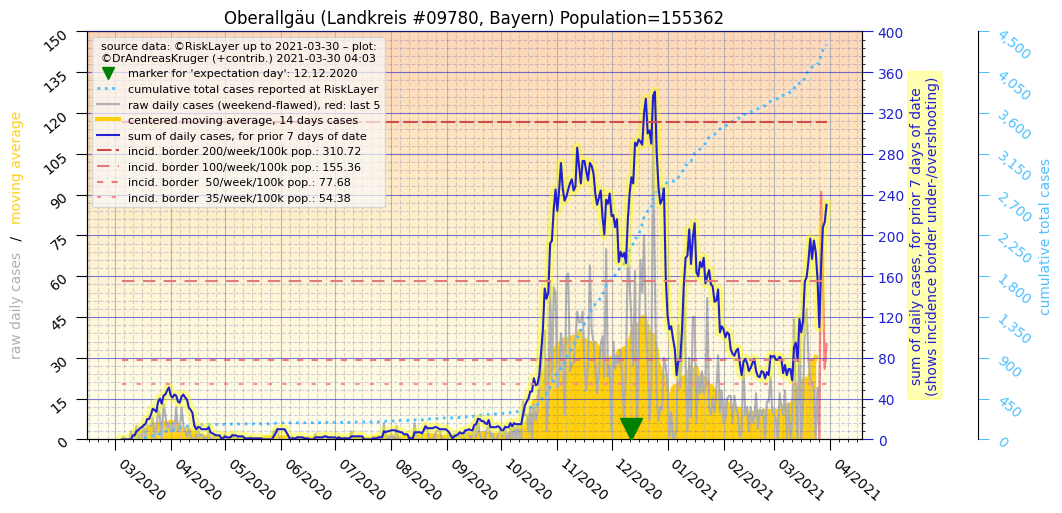 Oberallgäu (Landkreis #09780, Bayern) Population=155362
source data: ©RiskLayer up to 2021-03-30 – plot:
©DrAndreasKruger (+contrib.) 2021-03-30 04:03
marker for 'expectation day': 12.12.2020
cumulative total cases reported at RiskLayer
raw daily cases (weekend-flawed), red: last 5
centered moving average, 14 days cases
sum of daily cases, for prior 7 days of date
incid. border 200/week/100k pop.: 310.72
incid. border 100/week/100k pop.: 155.36
incid. border 50/week/100k pop.: 77.68
incid. border 35/week/100k pop.: 54.38
raw daily cases / moving average
150
135
120
105
90
75
60
45
30
15
0
03/2020
04/2020
05/2020
06/2020
07/2020
08/2020
09/2020
10/2020
11/2020
12/2020
01/2021
02/2021
03/2021
04/2021
400
360
320
280
240
200
160
120
80
40
0
sum of daily cases, for prior 7 days of date
(shows incidence border under-/overshooting)
4,500
4,050
3,600
3,150
2,700
2,250
1,800
1,350
900
450
0
cumulative total cases